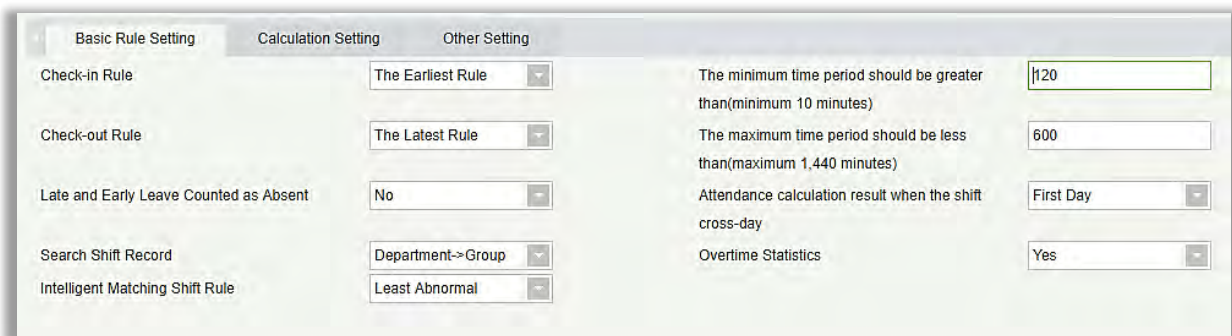 Basic Rule Setting Calculation Setting Other Setting
Check-in Rule The Earliest Rule The minimum time period should be greater 120
than(minimum 10 minutes)
Check-out Rule The Latest Rule The maximum time period should be less 600
than(maximum 1,440 minutes)
Late and Early Leave Counted as Absent No Attendance calculation result when the shift First Day
cross-day
Search Shift Record Department->Group Overtime Statistics Yes
Intelligent Matching Shift Rule Least Abnormal